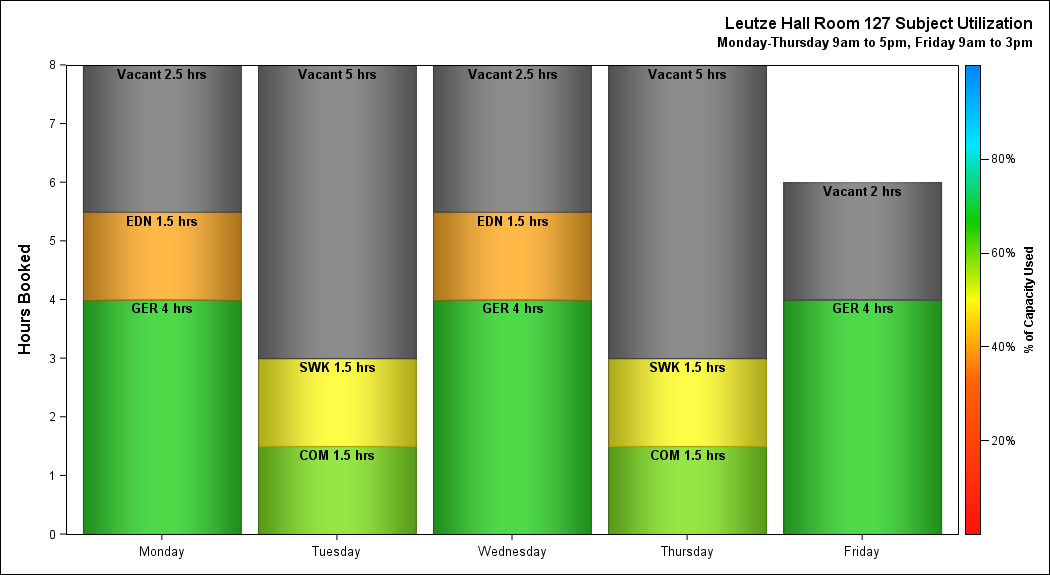 Leutze Hall Room 127 Subject Utilization
Monday-Thursday 9am to 5pm, Friday 9am to 3pm
Hours Booked
8
7
6
5
4
3
2
1
0
Vacant 2.5 hrs
EDN 1.5 hrs
GER 4 hrs
Vacant 5 hrs
SWK 1.5 hrs
COM 1.5 hrs
Vacant 2.5 hrs
EDN 1.5 hrs
GER 4 hrs
Vacant 5 hrs
SWK 1.5 hrs
COM 1.5 hrs
Vacant 2 hrs
GER 4 hrs
Monday
Tuesday
Wednesday
Thursday
Friday
80%
60%
40%
20%
% of Capacity Used